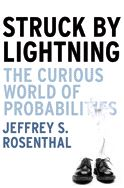 STRUCK BY
LIGHTNING
THE CURIOUS
WORLD OF
PROBABILITIES
JEFFREY S.
ROSENTHAL